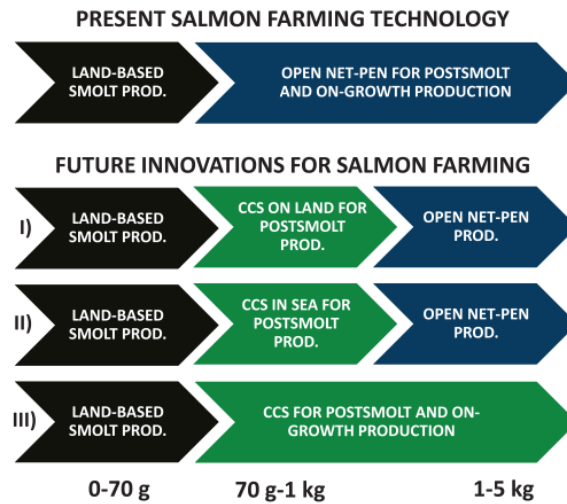 PRESENT SALMON FARMING TECHNOLOGY
LAND-BASED
SMOLT PROD.
OPEN NET-PEN FOR POSTSMOLT
AND ON-GROWTH PRODUCTION
FUTURE INNOVATIONS FOR SALMON FARMING
I)
LAND-BASED
SMOLT PROD.
CCS ON LAND FOR
POSTSMOLT
PROD.
OPEN NET-PEN
PROD.
II)
LAND-BASED
SMOLT PROD.
CCS IN SEA FOR
POSTSMOLT
PROD.
OPEN NET-PEN
PROD.
III)
LAND-BASED
SMOLT PROD.
CCS FOR POSTSMOLT AND ON-
GROWTH PRODUCTION
0-70 g
70 g-1 kg
1-5 kg